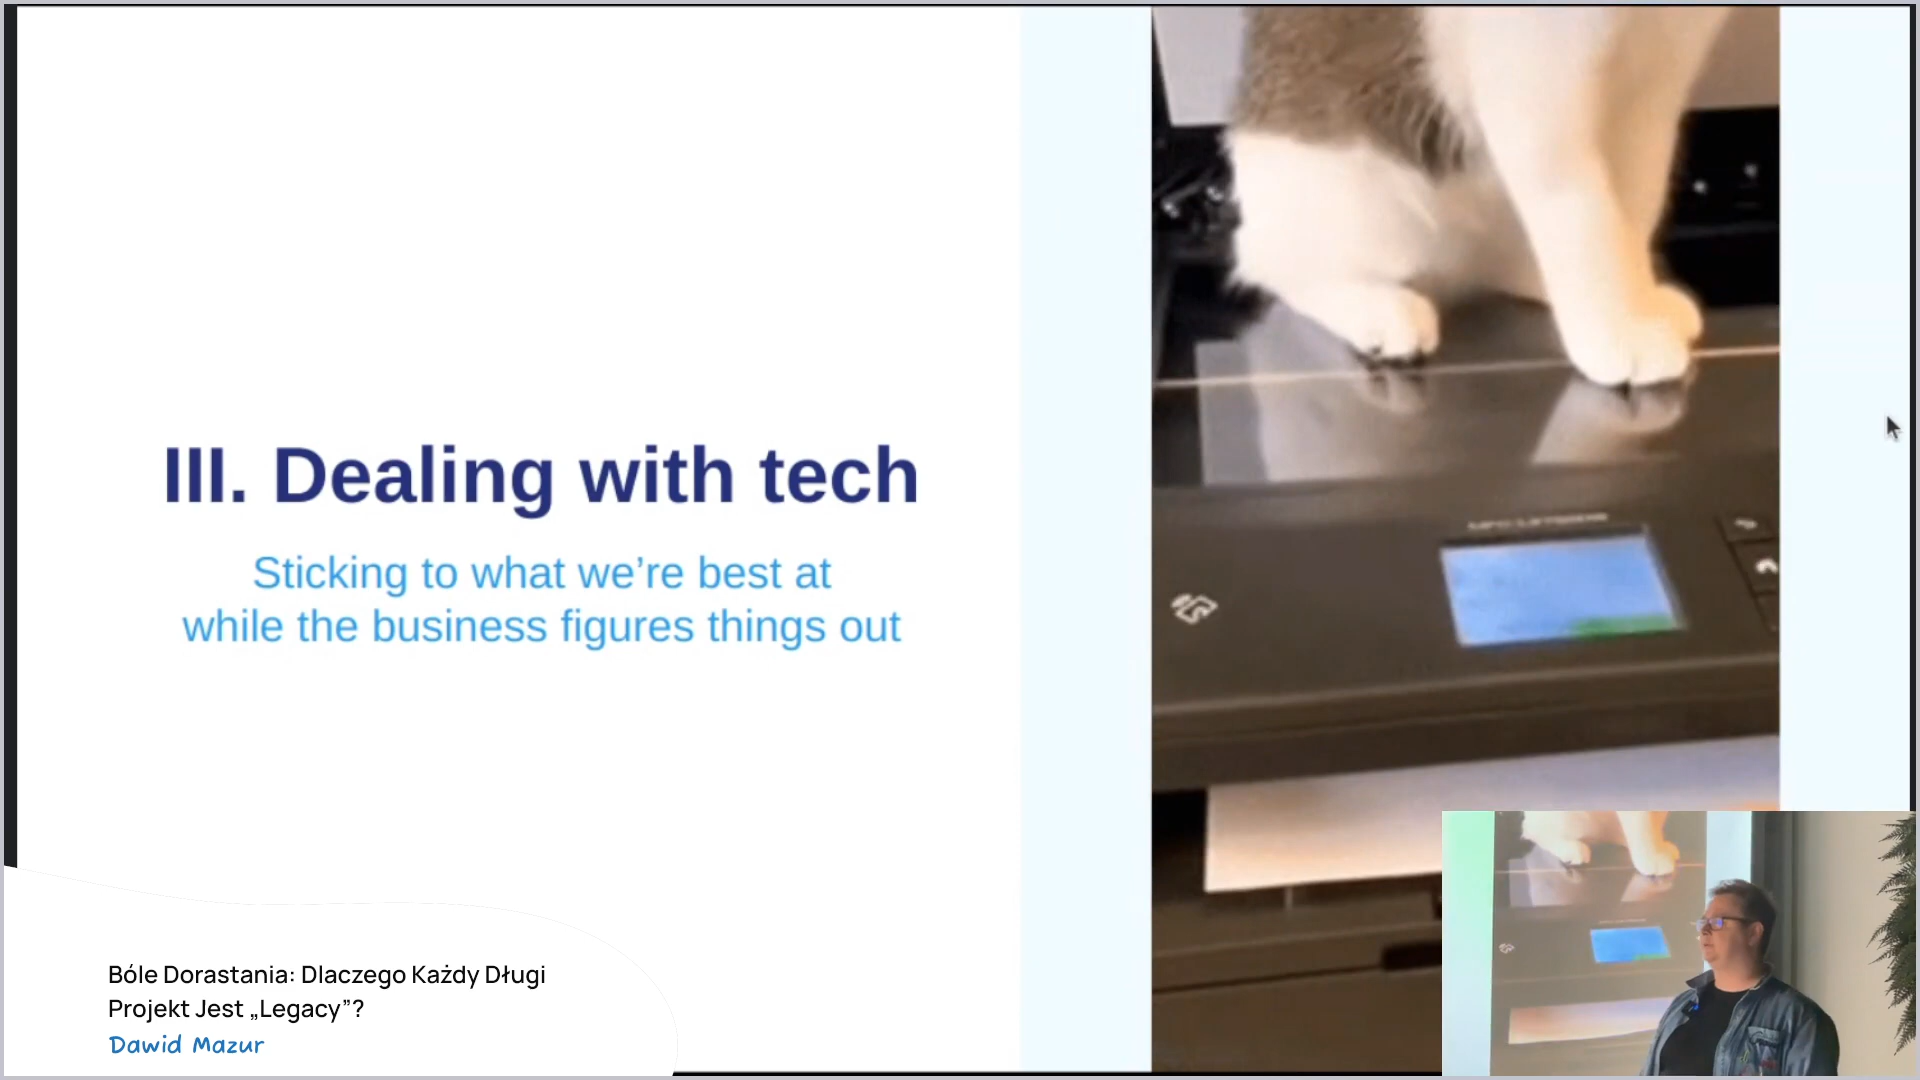 III. Dealing with tech
Sticking to what we’re best at
while the business figures things out
Bóle Dorastania: Dlaczego Każdy Długi
Projekt Jest „Legacy”?
Dawid Mazur